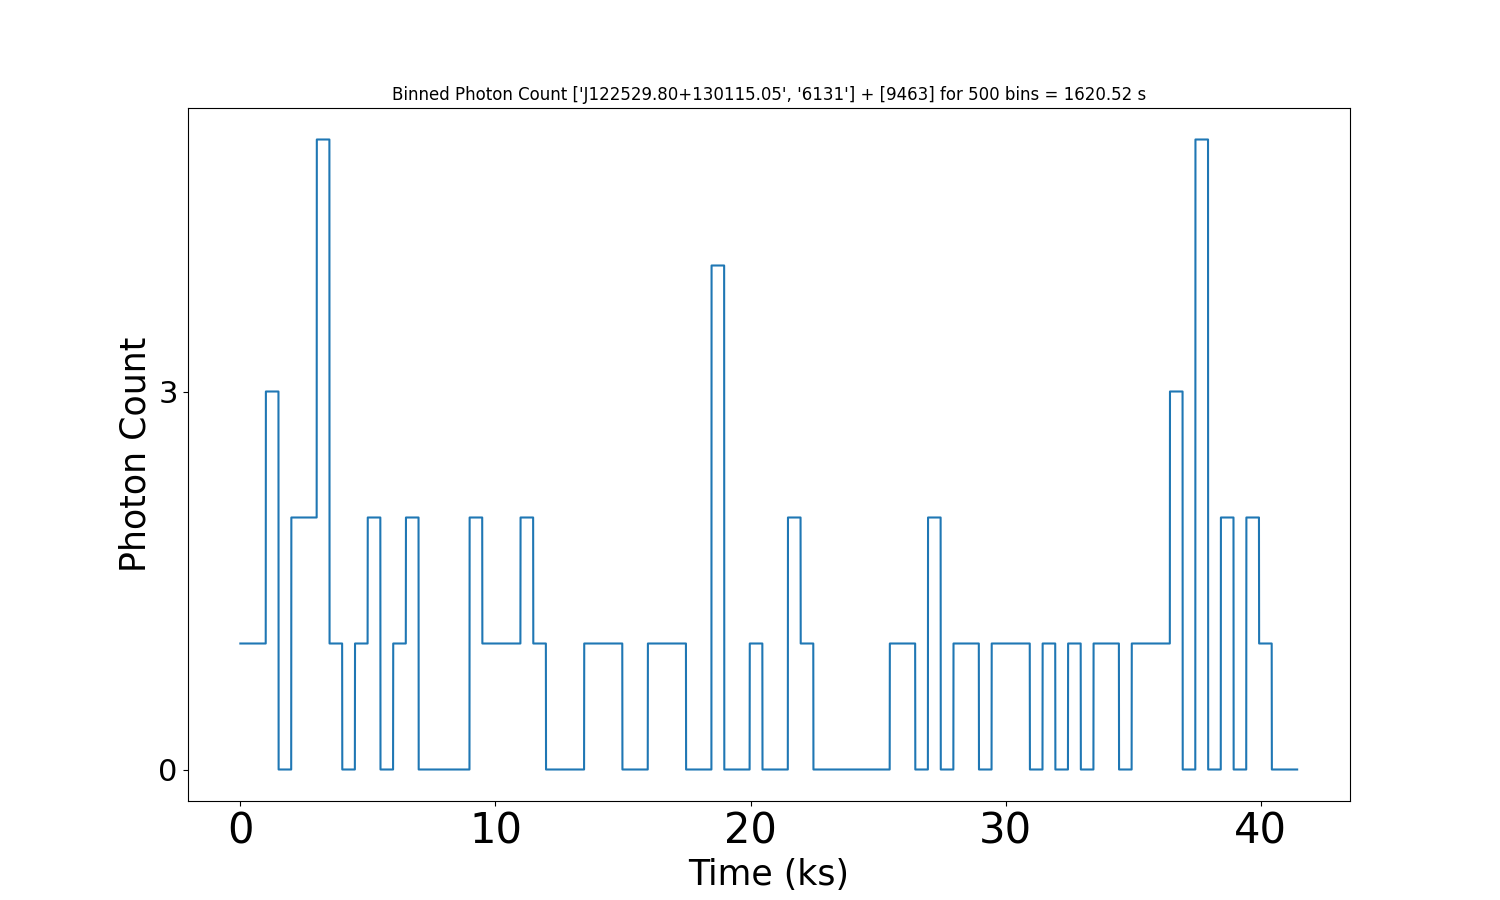 Binned Photon Count ['J122529.80+130115.05', '6131'] + [9463] for 500 bins = 1620.52 s
Photon Count
3
0
0 10 20 30 40
Time (ks)